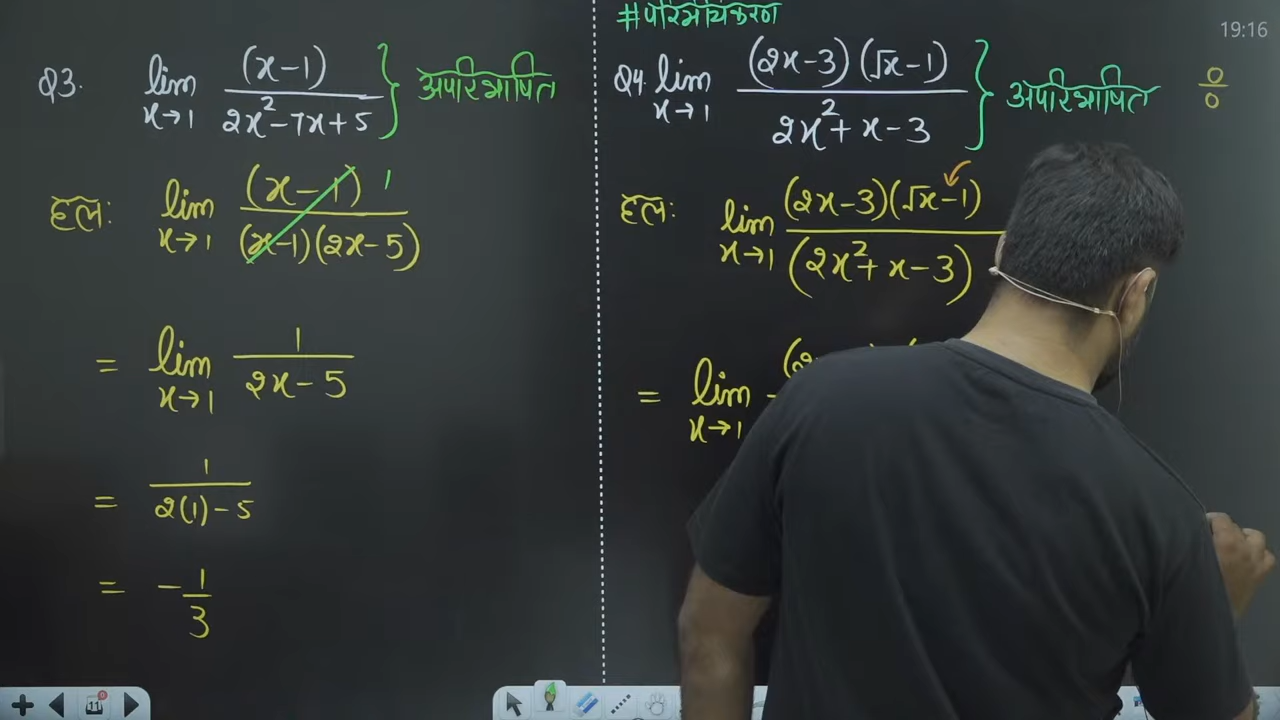 #परिमेयिकरण
19:16
Q3. lim x→1 (x-1) / 2x²-7x+5 } अपरिभाषित
हल: lim x→1 (x-1) 1 / (x-1)(2x-5)
= lim x→1 1 / 2x-5
= 1 / 2(1)-5
= -1/3
Q4. lim x→1 (2x-3)(√x-1) / 2x²+x-3 } अपरिभाषित 0/0
हल: lim x→1 (2x-3)(√x-1) / (2x²+x-3)
= lim x→1
11